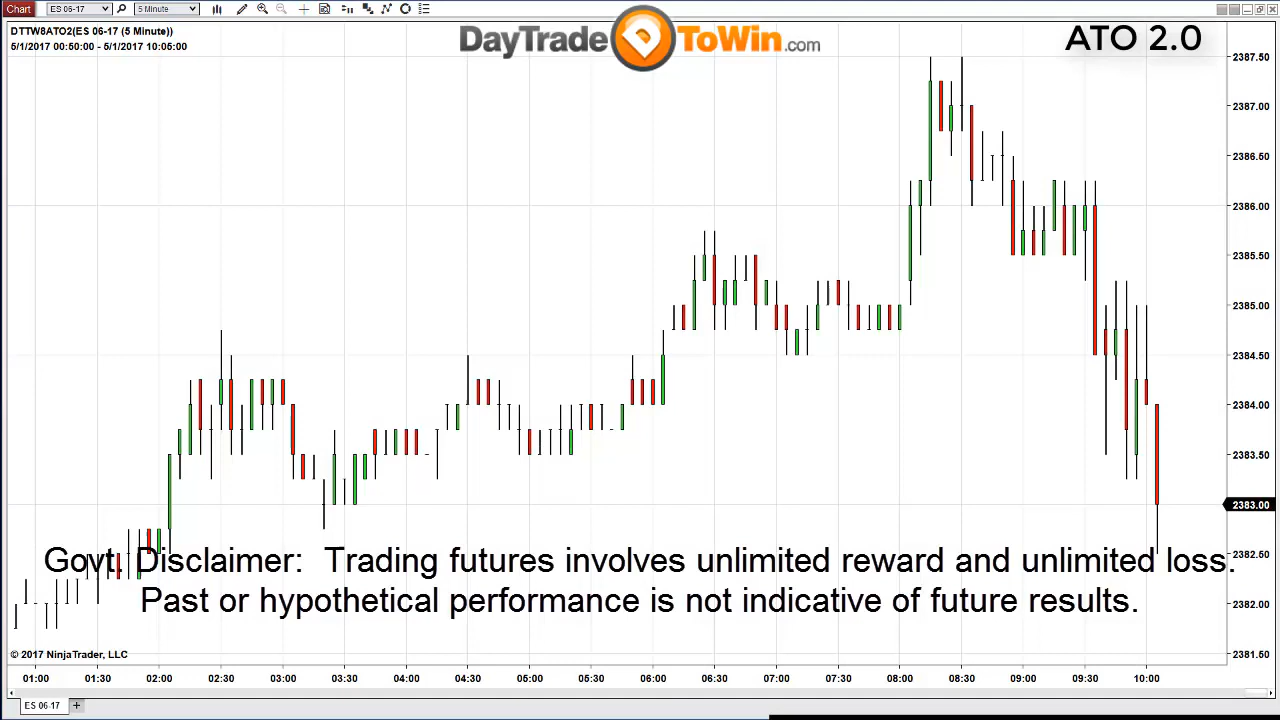 Chart ES 06-17 5 Minute
DTTW8ATO2(ES 06-17 (5 Minute))
5/1/2017 00:50:00 - 5/1/2017 10:05:00
DayTradeToWin.com
ATO 2.0
2387.50
2387.00
2386.50
2386.00
2385.50
2385.00
2384.50
2384.00
2383.50
2383.00
2382.50
2382.00
2381.50
Govt. Disclaimer: Trading futures involves unlimited reward and unlimited loss.
Past or hypothetical performance is not indicative of future results.
© 2017 NinjaTrader, LLC
01:00 01:30 02:00 02:30 03:00 03:30 04:00 04:30 05:00 05:30 06:00 06:30 07:00 07:30 08:00 08:30 09:00 09:30 10:00
ES 06-17